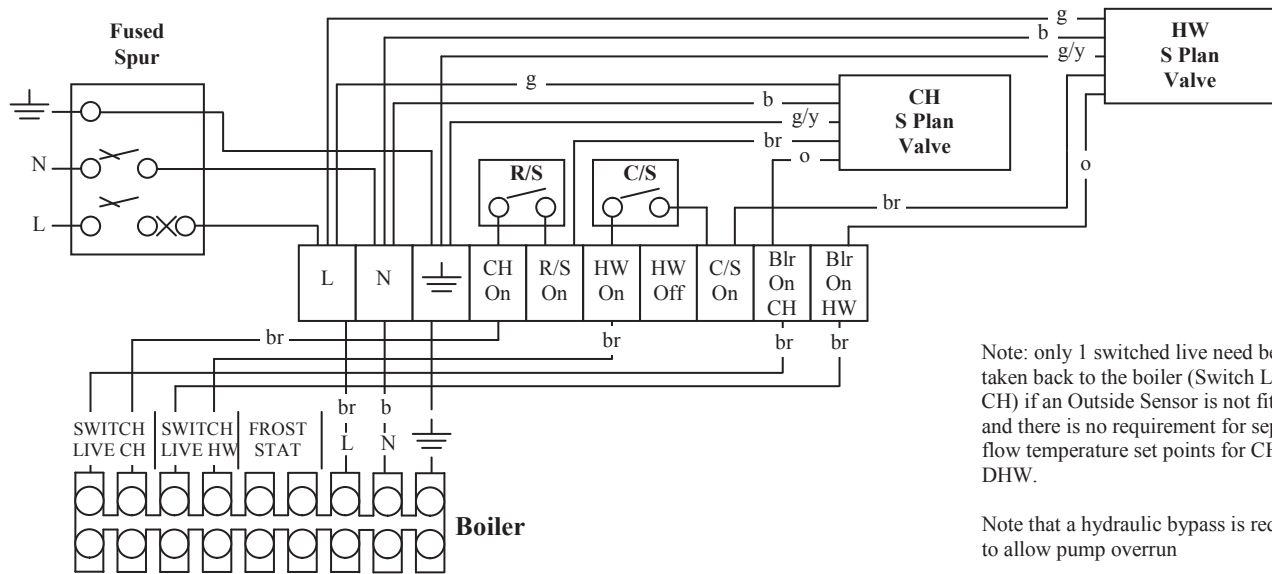 Fused
Spur
g
b
g/y
HW
S Plan
Valve
g
b
g/y
br
o
CH
S Plan
Valve
o
br
N
L
R/S
C/S
L
N
CH
On
R/S
On
HW
On
HW
Off
C/S
On
Blr
On
CH
Blr
On
HW
br
br
br
br
br
b
SWITCH
LIVE CH
SWITCH
LIVE HW
FROST
STAT
L
N
Boiler
Note: only 1 switched live need be
taken back to the boiler (Switch L
CH) if an Outside Sensor is not fit
and there is no requirement for sep
flow temperature set points for CH
DHW.
Note that a hydraulic bypass is rec
to allow pump overrun